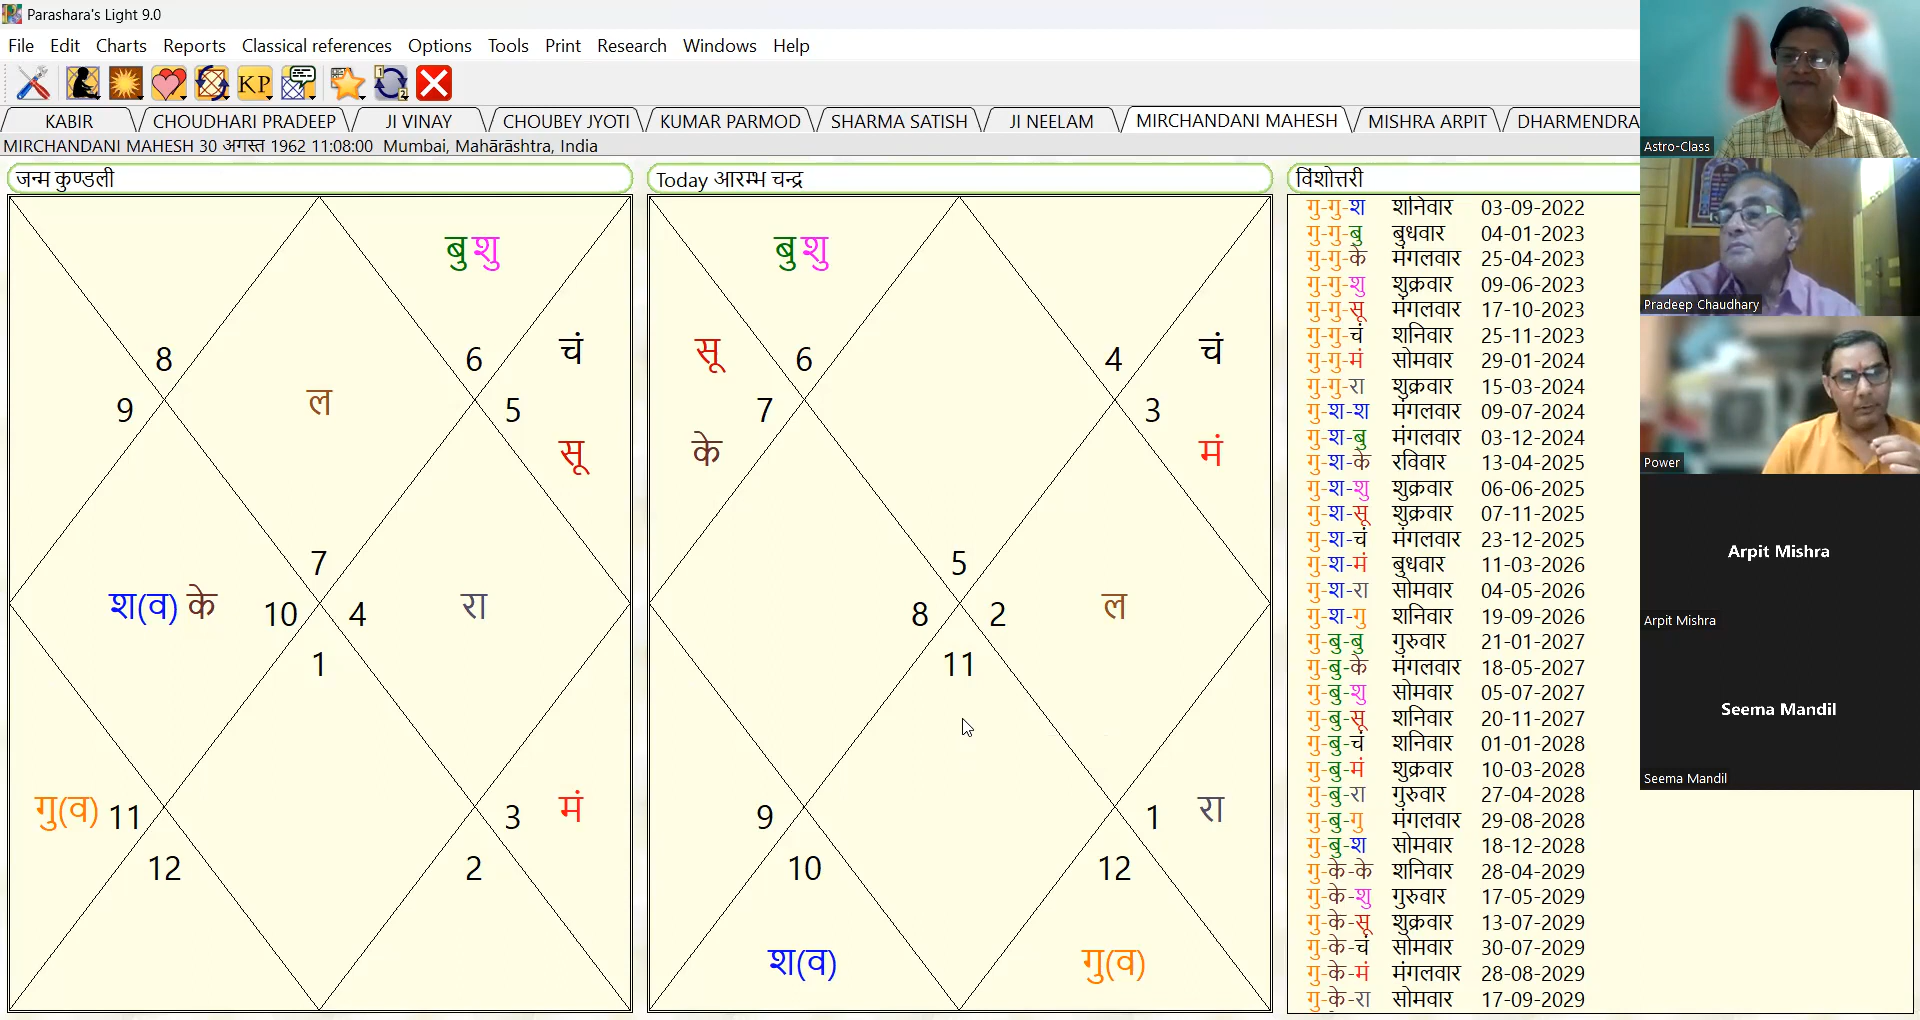 Parashara's Light 9.0
File Edit Charts Reports Classical references Options Tools Print Research Windows Help
KP
KABIR CHOUDHARI PRADEEP JI VINAY CHOUBEY JYOTI KUMAR PARMOD SHARMA SATISH JI NEELAM MIRCHANDANI MAHESH MISHRA ARPIT DHARMENDRA
MIRCHANDANI MAHESH 30 अगस्त 1962 11:08:00 Mumbai, Mahārāshtra, India
जन्म कुण्डली
बु शु
8 6 चं
9 ल 5
सू
7
श(व) के 10 4 रा
1
गु(व) 11 3 मं
12 2
Today आरम्भ चन्द्र
बु शु
सू 6 4 चं
7 3
के मं
5
8 2 ल
11
9 1 रा
10 12
श(व) गु(व)
विंशोत्तरी
गु-गु-श शनिवार 03-09-2022
गु-गु-बु बुधवार 04-01-2023
गु-गु-के मंगलवार 25-04-2023
गु-गु-शु शुक्रवार 09-06-2023
गु-गु-सू मंगलवार 17-10-2023
गु-गु-चं शनिवार 25-11-2023
गु-गु-मं सोमवार 29-01-2024
गु-गु-रा शुक्रवार 15-03-2024
गु-श-श मंगलवार 09-07-2024
गु-श-बु मंगलवार 03-12-2024
गु-श-के रविवार 13-04-2025
गु-श-शु शुक्रवार 06-06-2025
गु-श-सू शुक्रवार 07-11-2025
गु-श-चं मंगलवार 23-12-2025
गु-श-मं बुधवार 11-03-2026
गु-श-रा सोमवार 04-05-2026
गु-श-गु शनिवार 19-09-2026
गु-बु-बु गुरुवार 21-01-2027
गु-बु-के मंगलवार 18-05-2027
गु-बु-शु सोमवार 05-07-2027
गु-बु-सू शनिवार 20-11-2027
गु-बु-चं शनिवार 01-01-2028
गु-बु-मं शुक्रवार 10-03-2028
गु-बु-रा गुरुवार 27-04-2028
गु-बु-गु मंगलवार 29-08-2028
गु-बु-श सोमवार 18-12-2028
गु-के-के शनिवार 28-04-2029
गु-के-शु गुरुवार 17-05-2029
गु-के-सू शुक्रवार 13-07-2029
गु-के-चं सोमवार 30-07-2029
गु-के-मं मंगलवार 28-08-2029
गु-के-रा सोमवार 17-09-2029
Astro-Class
Pradeep Chaudhary
Power
Arpit Mishra
Arpit Mishra
Seema Mandil
Seema Mandil